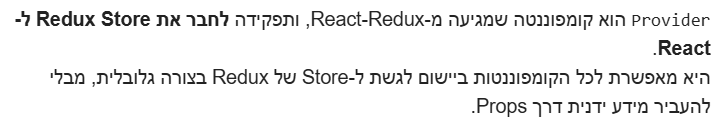 Provider הוא קומפוננטה שמגיעה מ-React-Redux, ותפקידה לחבר את Redux Store ל-
React.
היא מאפשרת לכל הקומפוננטות ביישום לגשת ל-Store של Redux בצורה גלובלית, מבלי
להעביר מידע ידנית דרך Props.